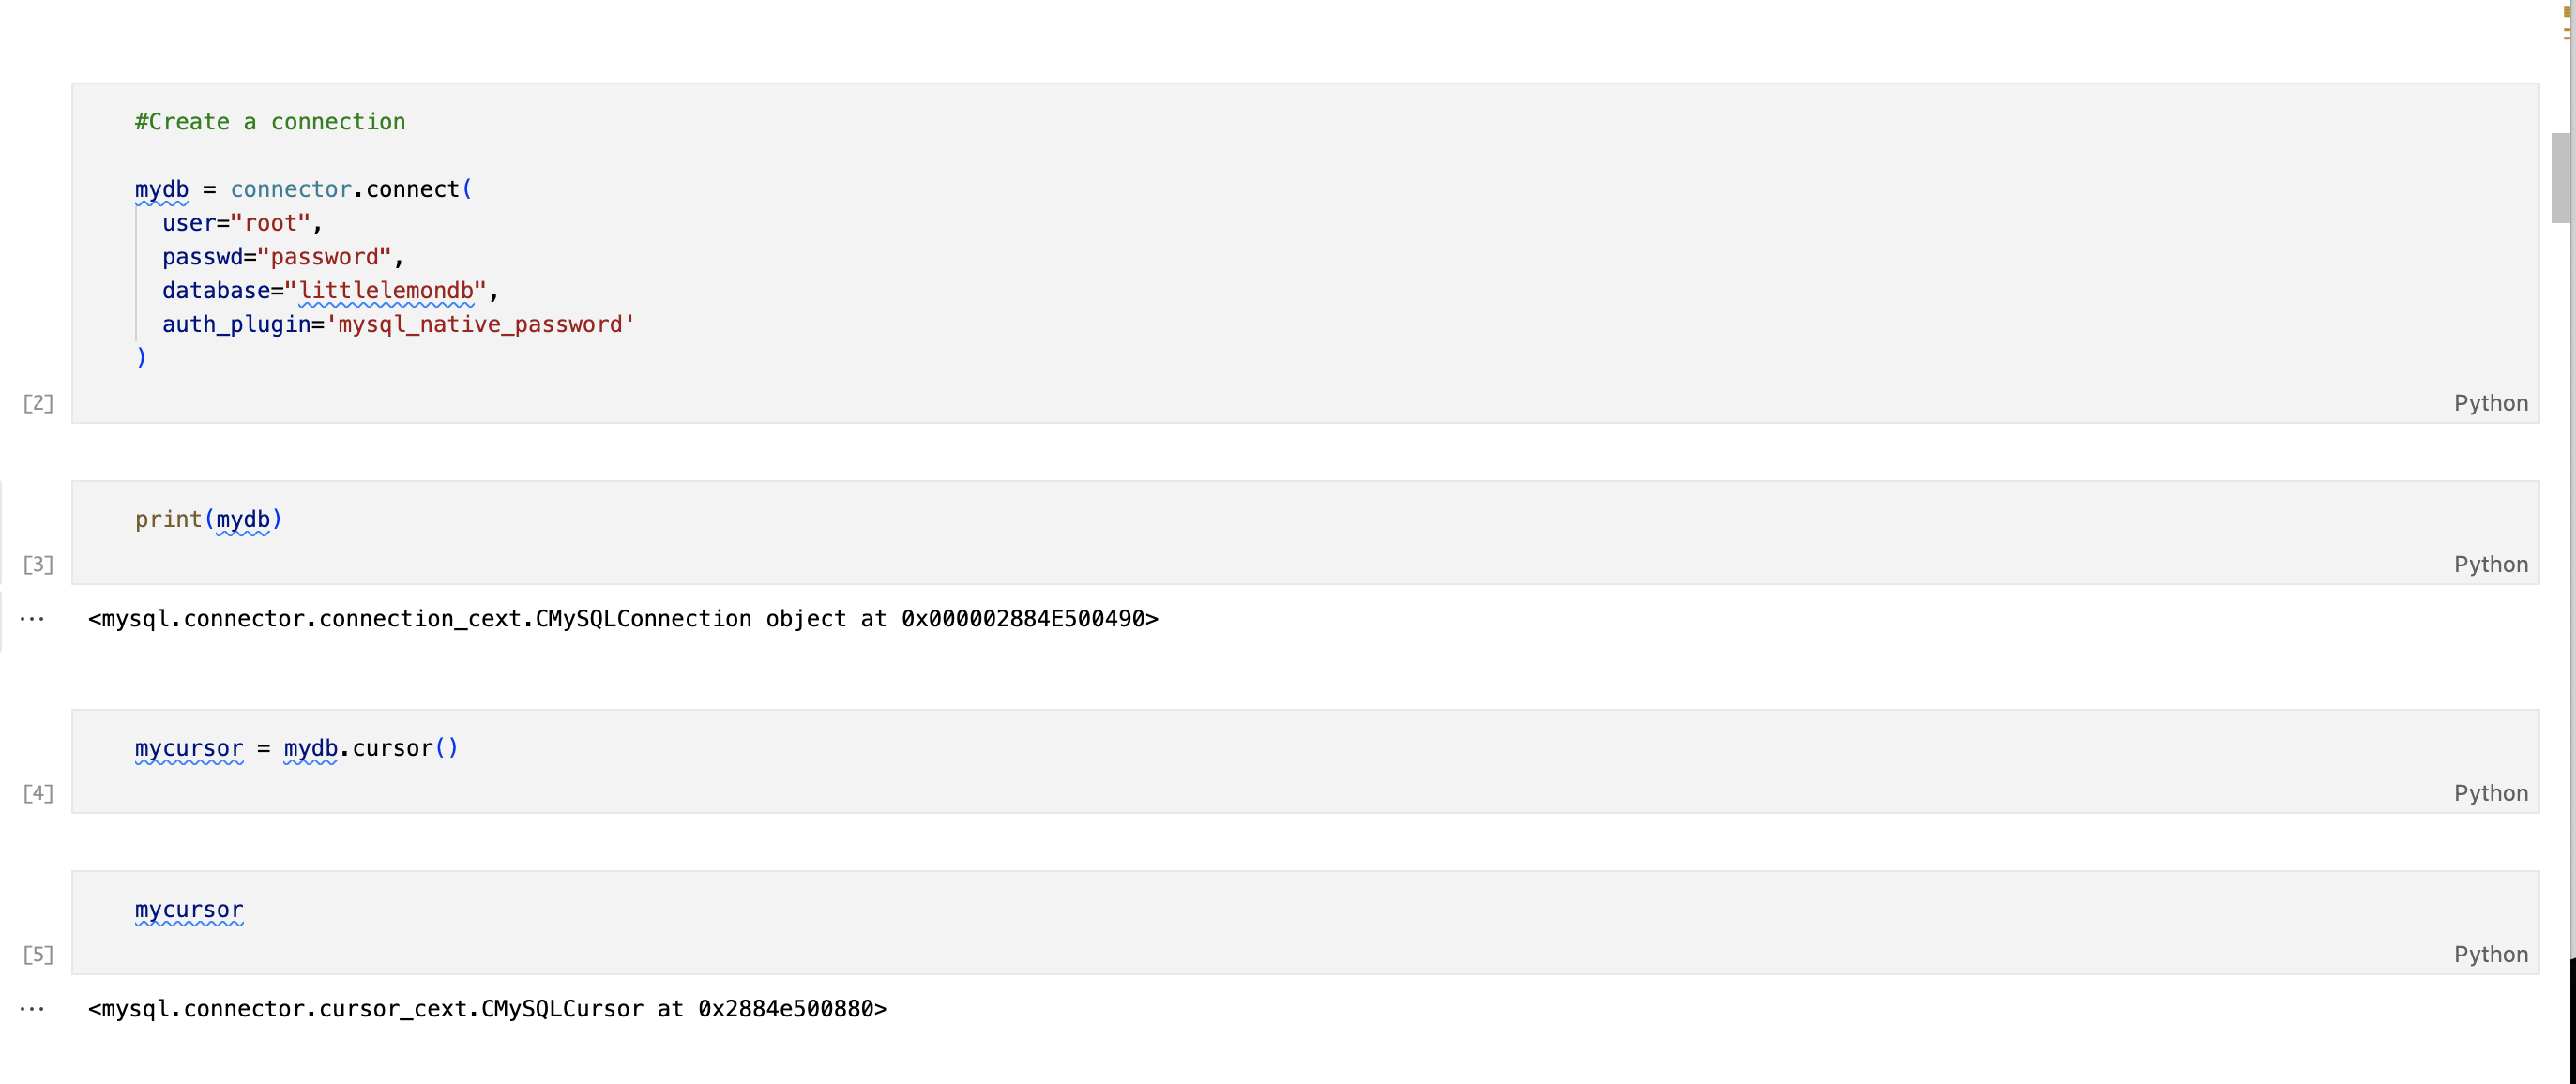 #Create a connection
mydb = connector.connect(
user="root",
passwd="password",
database="littlelemondb",
auth_plugin='mysql_native_password'
)
[2]
Python
print(mydb)
[3]
Python
... <mysql.connector.connection_cext.CMySQLConnection object at 0x000002884E500490>
mycursor = mydb.cursor()
[4]
Python
mycursor
[5]
Python
... <mysql.connector.cursor_cext.CMySQLCursor at 0x2884e500880>